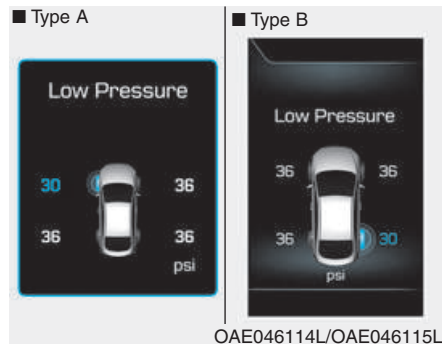 ■ Type A
■ Type B
Low Pressure
30 36
36 36
psi
Low Pressure
36 36
36 30
psi
OAE046114L/OAE046115L